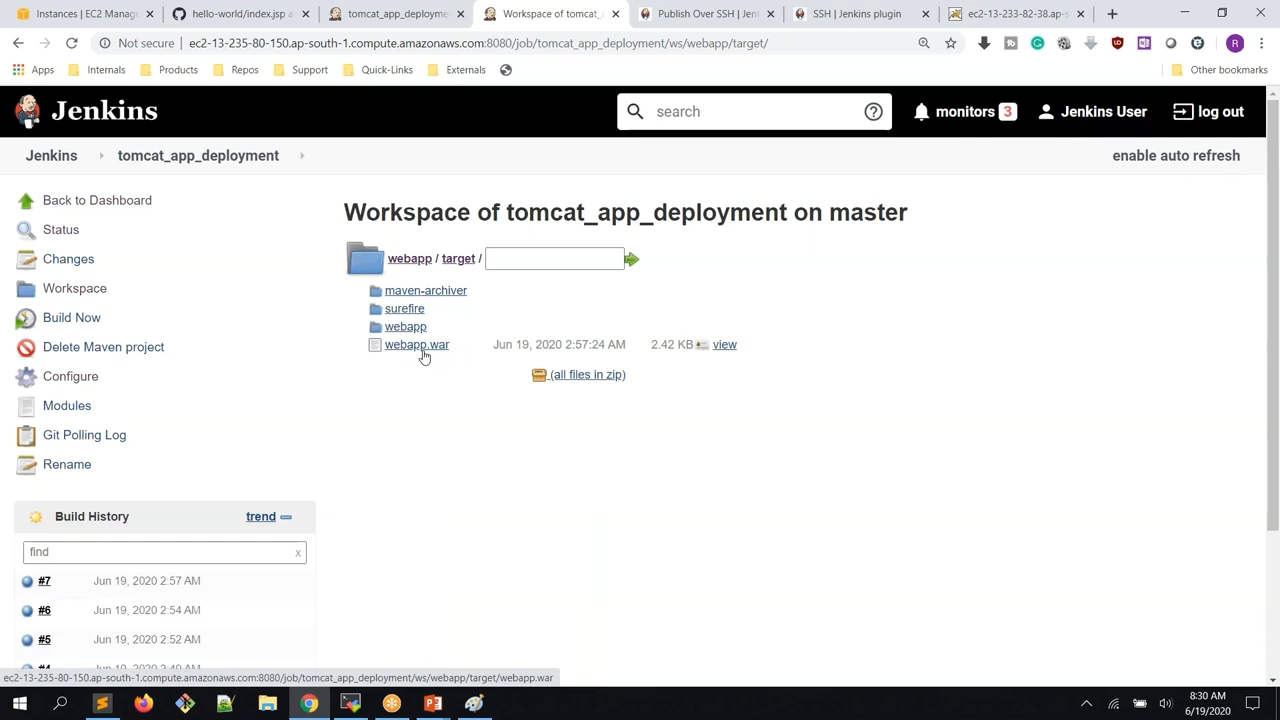 Instances | EC2 Manag
hello-world/index.jsp a
tomcat_app_deployme
Workspace of tomcat_a
Publish Over SSH | Jen
SSH | Jenkins plugin
ec2-13-233-82-38.ap-s
Not secure | ec2-13-235-80-150.ap-south-1.compute.amazonaws.com:8080/job/tomcat_app_deployment/ws/webapp/target/
Apps
Internals
Products
Repos
Support
Quick-Links
Externals
Other bookmarks
Jenkins
search
monitors 3
Jenkins User
log out
Jenkins
tomcat_app_deployment
enable auto refresh
Back to Dashboard
Status
Changes
Workspace
Build Now
Delete Maven project
Configure
Modules
Git Polling Log
Rename
Workspace of tomcat_app_deployment on master
webapp / target /
maven-archiver
surefire
webapp
webapp.war Jun 19, 2020 2:57:24 AM 2.42 KB view
(all files in zip)
Build History trend
find x
#7 Jun 19, 2020 2:57 AM
#6 Jun 19, 2020 2:54 AM
#5 Jun 19, 2020 2:52 AM
#4 Jun 19, 2020 2:49 AM
ec2-13-235-80-150.ap-south-1.compute.amazonaws.com:8080/job/tomcat_app_deployment/ws/webapp/target/webapp.war
8:30 AM
6/19/2020